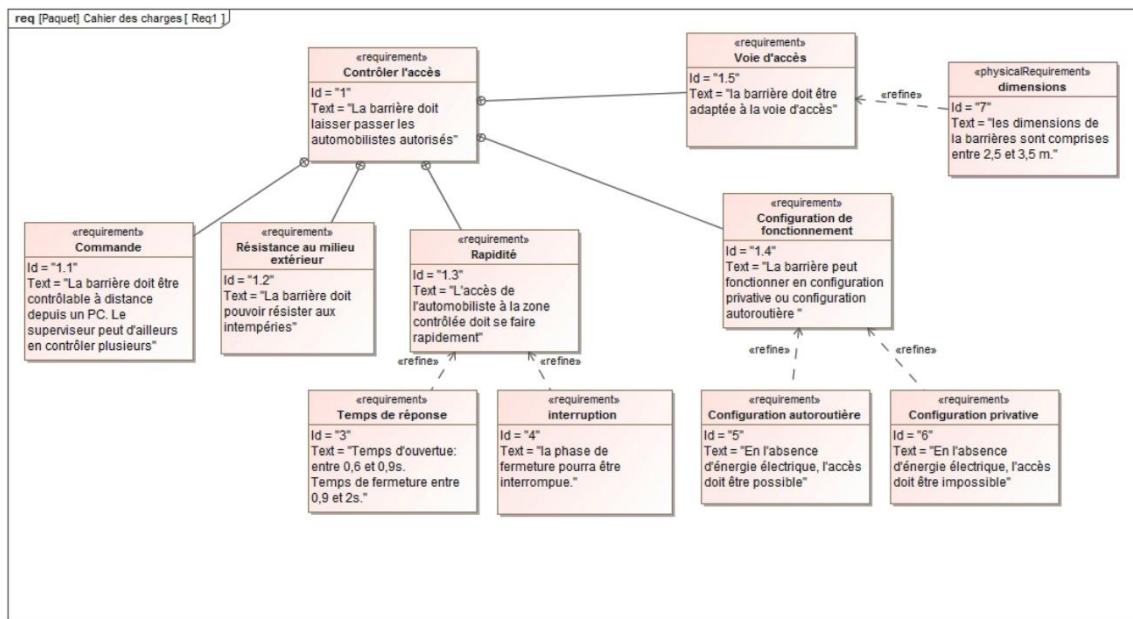 req [Paquet] Cahier des charges [ Req1 ]
«requirement»
Contrôler l'accès
Id = "1"
Text = "La barrière doit
laisser passer les
automobilistes autorisés"
«requirement»
Voie d'accès
Id = "1.5"
Text = "la barrière doit être
adaptée à la voie d'accès"
«refine»
«physicalRequirement»
dimensions
Id = "7"
Text = "les dimensions de
la barrières sont comprises
entre 2,5 et 3,5 m."
«requirement»
Commande
Id = "1.1"
Text = "La barrière doit être
contrôlable à distance
depuis un PC. Le
superviseur peut d'ailleurs
en contrôler plusieurs"
«requirement»
Résistance au milieu
extérieur
Id = "1.2"
Text = "La barrière doit
pouvoir résister aux
intempéries"
«requirement»
Rapidité
Id = "1.3"
Text = "L'accès de
l'automobiliste à la zone
contrôlée doit se faire
rapidement"
«requirement»
Configuration de
fonctionnement
Id = "1.4"
Text = "La barrière peut
fonctionner en configuration
privative ou configuration
autoroutière "
«refine»
«refine»
«refine»
«refine»
«requirement»
Temps de réponse
Id = "3"
Text = "Temps d'ouvertue:
entre 0,6 et 0,9s.
Temps de fermeture entre
0,9 et 2s."
«requirement»
interruption
Id = "4"
Text = "la phase de
fermeture pourra être
interrompue."
«requirement»
Configuration autoroutière
Id = "5"
Text = "En l'absence
d'énergie électrique, l'accès
doit être possible"
«requirement»
Configuration privative
Id = "6"
Text = "En l'absence
d'énergie électrique, l'accès
doit être impossible"